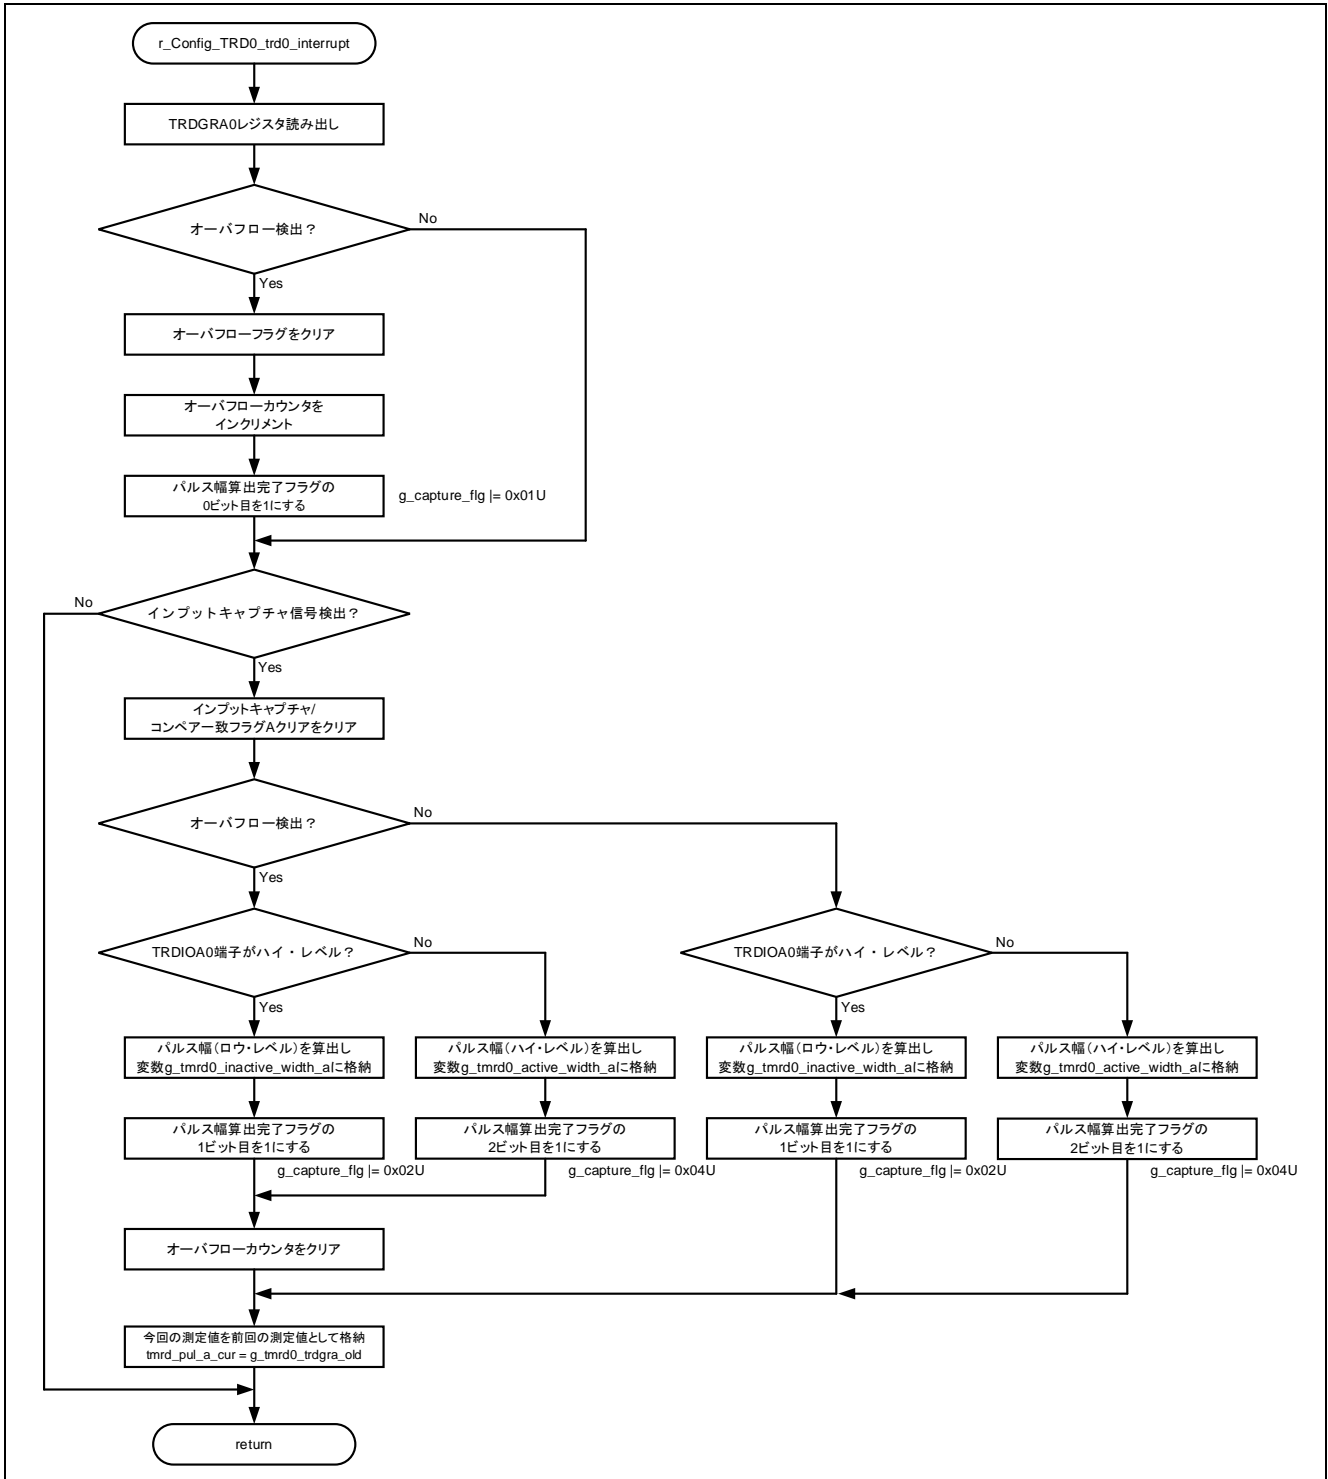 r_Config_TRD0_trd0_interrupt
TRDGRA0レジスタ読み出し
オーバフロー検出？
No
Yes
オーバフローフラグをクリア
オーバフローカウンタを
インクリメント
パルス幅算出完了フラグの
0ビット目を1にする
g_capture_flg |= 0x01U
No
インプットキャプチャ信号検出？
Yes
インプットキャプチャ/
コンペア一致フラグAクリアをクリア
オーバフロー検出？
No
Yes
TRDIOA0端子がハイ・レベル？
No
TRDIOA0端子がハイ・レベル？
No
Yes
Yes
パルス幅（ロウ・レベル）を算出し
変数g_tmrd0_inactive_width_aに格納
パルス幅（ハイ・レベル）を算出し
変数g_tmrd0_active_width_aに格納
パルス幅（ロウ・レベル）を算出し
変数g_tmrd0_inactive_width_aに格納
パルス幅（ハイ・レベル）を算出し
変数g_tmrd0_active_width_aに格納
パルス幅算出完了フラグの
1ビット目を1にする
パルス幅算出完了フラグの
2ビット目を1にする
パルス幅算出完了フラグの
1ビット目を1にする
パルス幅算出完了フラグの
2ビット目を1にする
g_capture_flg |= 0x02U
g_capture_flg |= 0x04U
g_capture_flg |= 0x02U
g_capture_flg |= 0x04U
オーバフローカウンタをクリア
今回の測定値を前回の測定値として格納
tmrd_pul_a_cur = g_tmrd0_trdgra_old
return